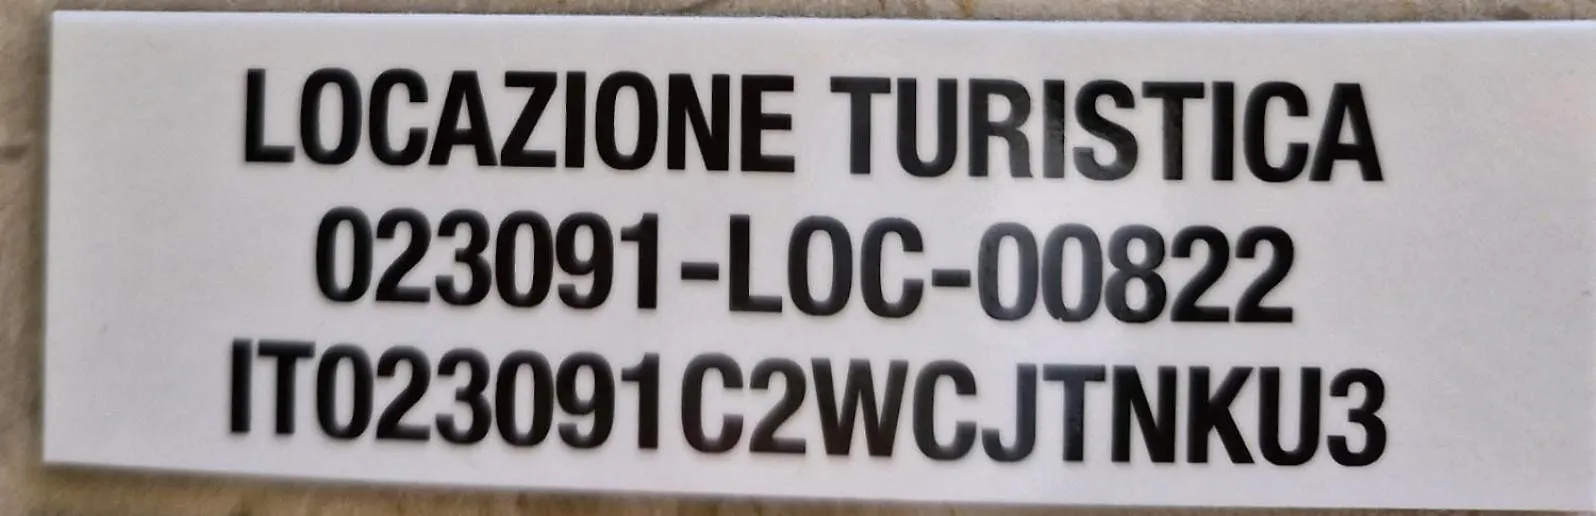 LOCAZIONE TURISTICA
023091-LOC-00822
IT023091C2WCJTNKU3